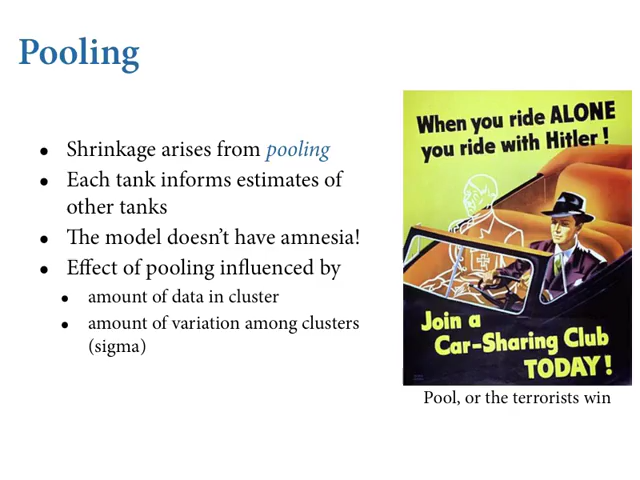 Pooling
• Shrinkage arises from pooling
• Each tank informs estimates of
other tanks
• The model doesn't have amnesia!
• Effect of pooling influenced by
• amount of data in cluster
• amount of variation among clusters
(sigma)
When you ride ALONE
you ride with Hitler!
Join a
Car-Sharing Club
TODAY!
Pool, or the terrorists win